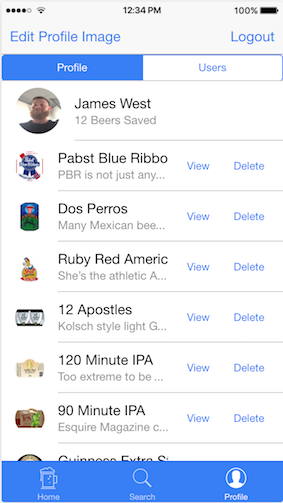 12:34 PM
100%
Edit Profile Image
Logout
Profile
Users
James West
12 Beers Saved
Pabst Blue Ribbo
PBR is not just any...
View
Delete
Dos Perros
Many Mexican bee...
View
Delete
Ruby Red Americ
She's the athletic A...
View
Delete
12 Apostles
Kolsch style light G...
View
Delete
120 Minute IPA
Too extreme to be ...
View
Delete
90 Minute IPA
Esquire Magazine c...
View
Delete
Guinness Extra St
Home
Search
Profile